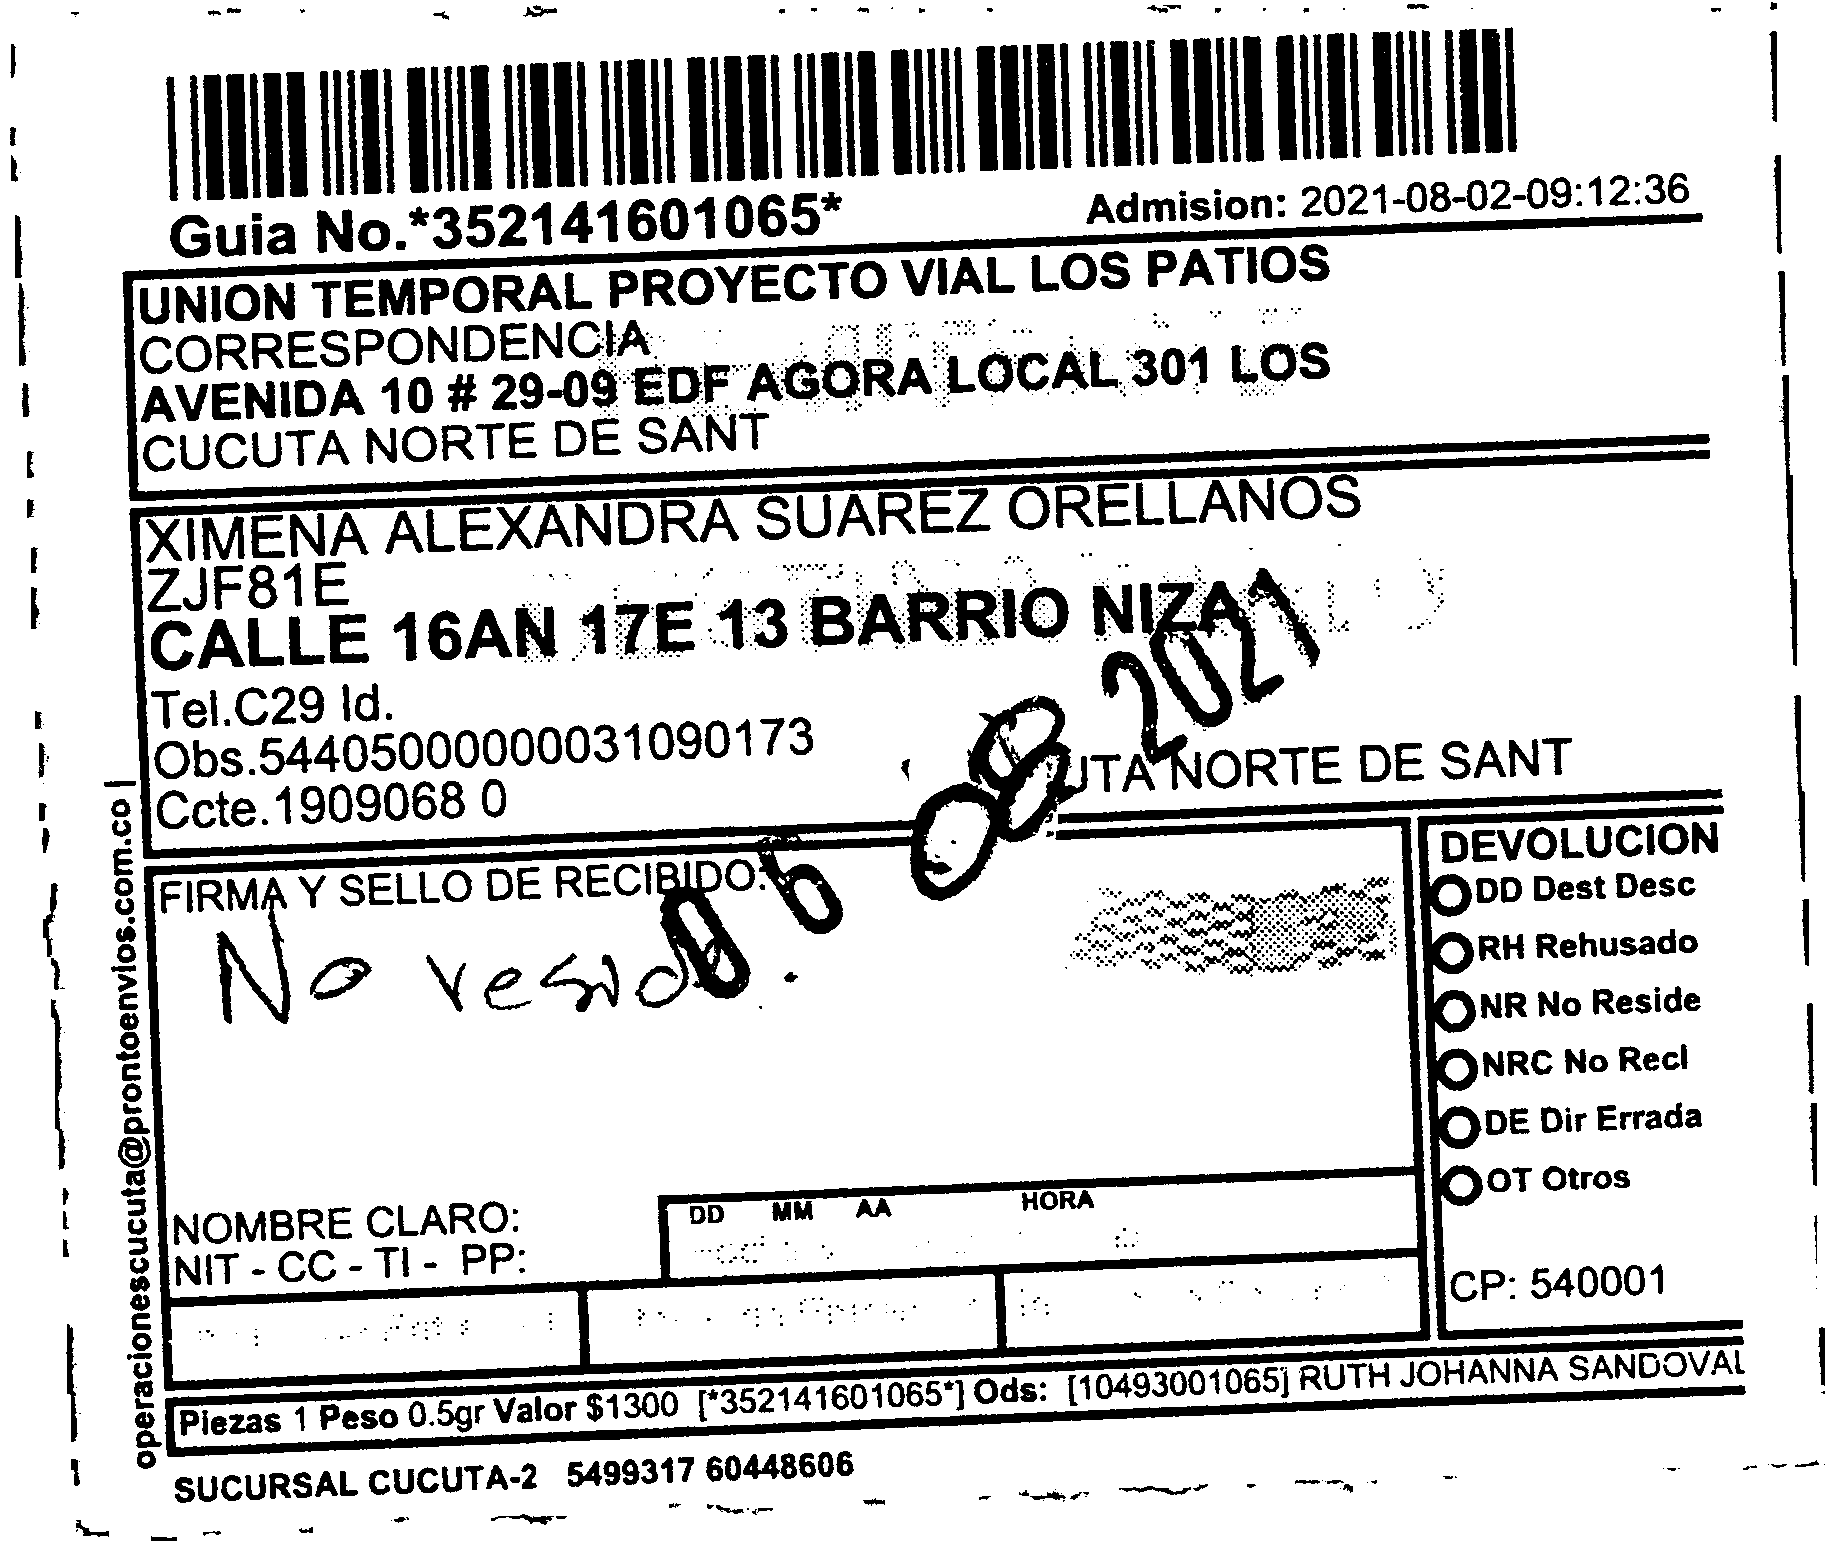 Guia No.*352141601065*
Admision: 2021-08-02-09:12:36
UNION TEMPORAL PROYECTO VIAL LOS PATIOS
CORRESPONDENCIA
AVENIDA 10 # 29-09 EDF AGORA LOCAL 301 LOS
CUCUTA NORTE DE SANT
XIMENA ALEXANDRA SUAREZ ORELLANOS
ZJF81E
CALLE 16AN 17E 13 BARRIO NIZA
Tel.C29 Id.
Obs.544050000000031090173
Ccte.1909068 0
NORTE DE SANT
06 08 2021
FIRMA Y SELLO DE RECIBIDO:
No reside.
NOMBRE CLARO:
NIT - CC - TI - PP:
DD MM AA HORA
DEVOLUCION
DD Dest Desc
RH Rehusado
NR No Reside
NRC No Recl
DE Dir Errada
OT Otros
CP: 540001
Piezas 1 Peso 0.5gr Valor $1300 [*352141601065*] Ods: [10493001065] RUTH JOHANNA SANDOVAL
SUCURSAL CUCUTA-2 5499317 60448606
operacionescucuta@prontoenvios.com.co |